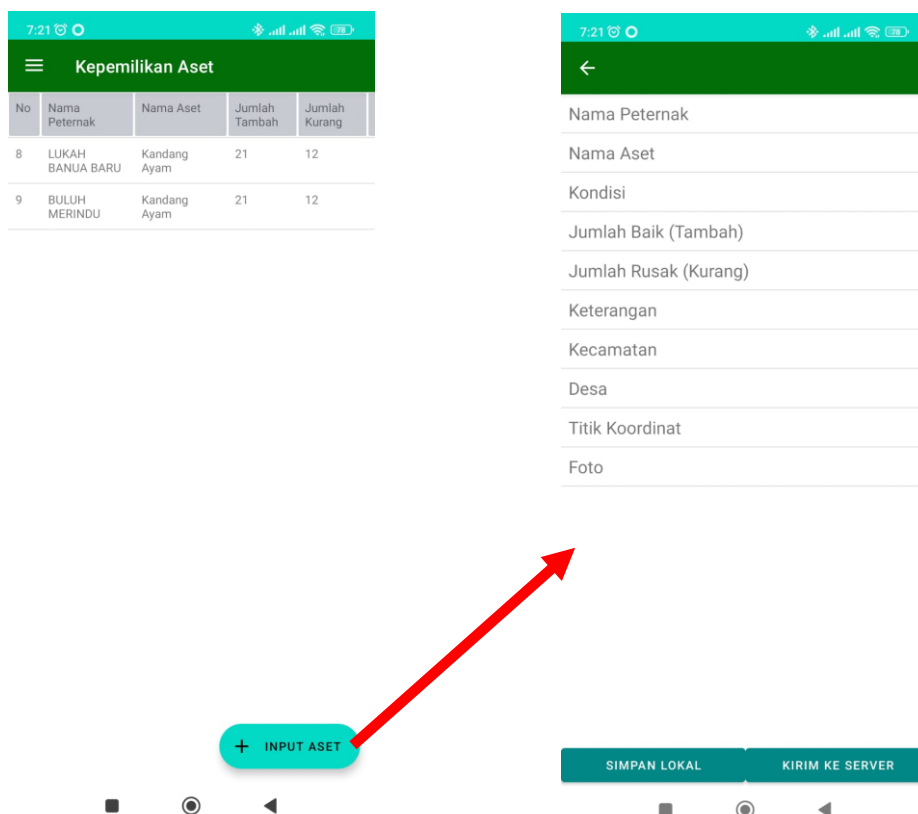 7:21
78
Kepemilikan Aset
No Nama Peternak Nama Aset Jumlah Tambah Jumlah Kurang
8 LUKAH BANUA BARU Kandang Ayam 21 12
9 BULUH MERINDU Kandang Ayam 21 12
+ INPUT ASET
7:21
78
Nama Peternak
Nama Aset
Kondisi
Jumlah Baik (Tambah)
Jumlah Rusak (Kurang)
Keterangan
Kecamatan
Desa
Titik Koordinat
Foto
SIMPAN LOKAL
KIRIM KE SERVER